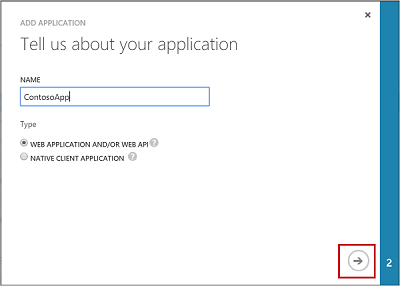 ADD APPLICATION
Tell us about your application
NAME
ContosoApp
Type
WEB APPLICATION AND/OR WEB API ?
NATIVE CLIENT APPLICATION ?
2